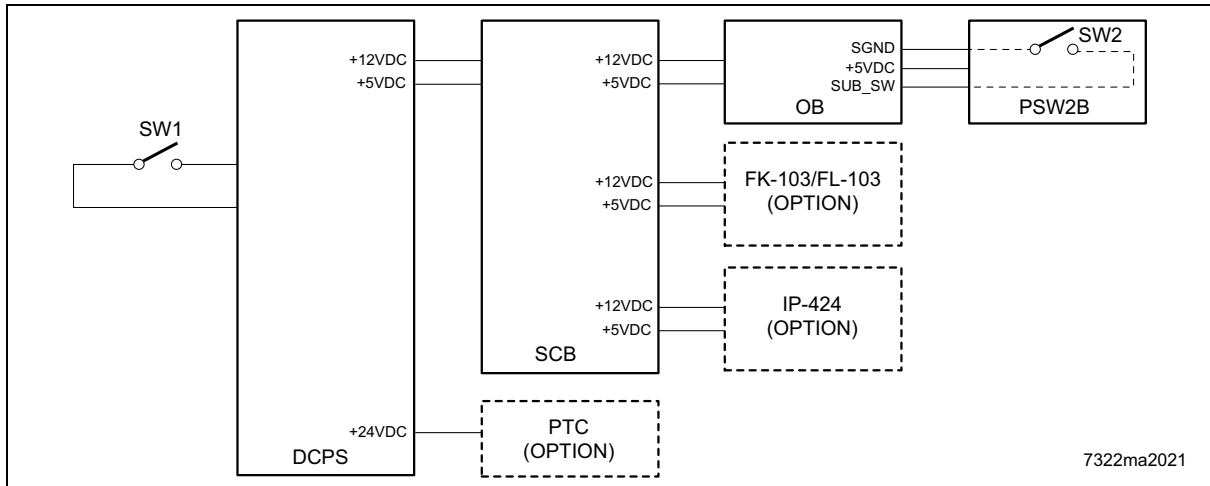 SW1
+12VDC
+5VDC
+24VDC
DCPS
+12VDC
+5VDC
+12VDC
+5VDC
+12VDC
+5VDC
SCB
SGND
+5VDC
SUB_SW
OB
SW2
PSW2B
FK-103/FL-103
(OPTION)
IP-424
(OPTION)
PTC
(OPTION)
7322ma2021